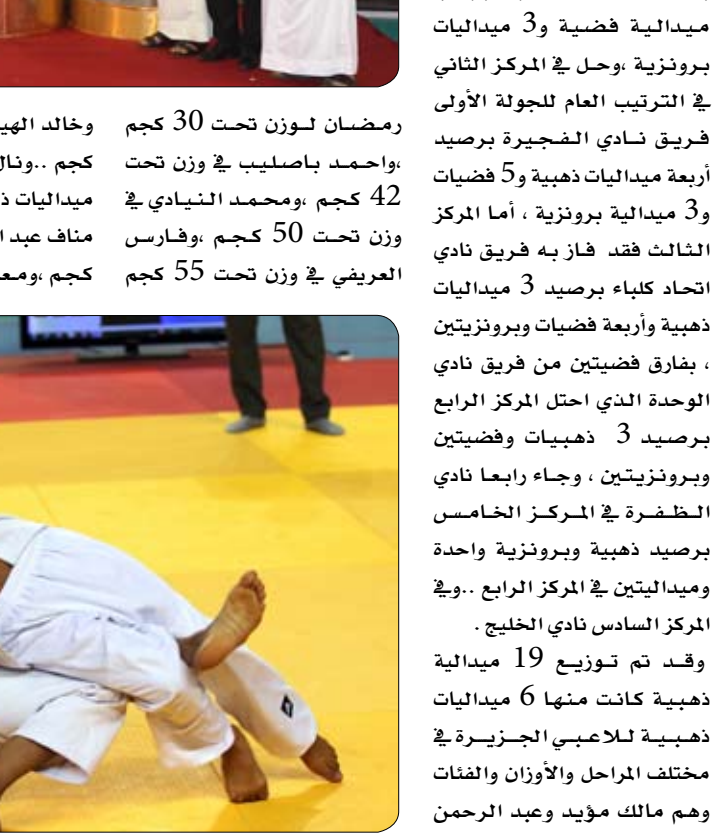 ميدالية فضية و3 ميداليات
برونزية ،وحل في المركز الثاني
في الترتيب العام للجولة الأولى
فريق نادي الفجيرة برصيد
أربعة ميداليات ذهبية و5 فضيات
و3 ميدالية برونزية ، أما المركز
الثالث فقد فاز به فريق نادي
اتحاد كلباء برصيد 3 ميداليات
ذهبية وأربعة فضيات وبرونزيتين
، بفارق فضيتين من فريق نادي
الوحدة الذي احتل المركز الرابع
برصيد 3 ذهبيات وفضيتين
وبرونزيتين ، وجاء رابعا نادي
الظفرة في المركز الخامس
برصيد ذهبية وبرونزية واحدة
وميداليتين في المركز الرابع ..وفي
المركز السادس نادي الخليج .
وقد تم توزيع 19 ميدالية
ذهبية كانت منها 6 ميداليات
ذهبية للاعبي الجزيرة في
مختلف المراحل والأوزان والفئات
وهم مالك مؤيد وعبد الرحمن
رمضان لوزن تحت 30 كجم
،واحمد باصليب في وزن تحت
42 كجم ،ومحمد النيادي في
وزن تحت 50 كجم ،وفارس
العريفي في وزن تحت 55 كجم
وخالد
كجم ..ونال
ميداليات
مناف عبد
كجم